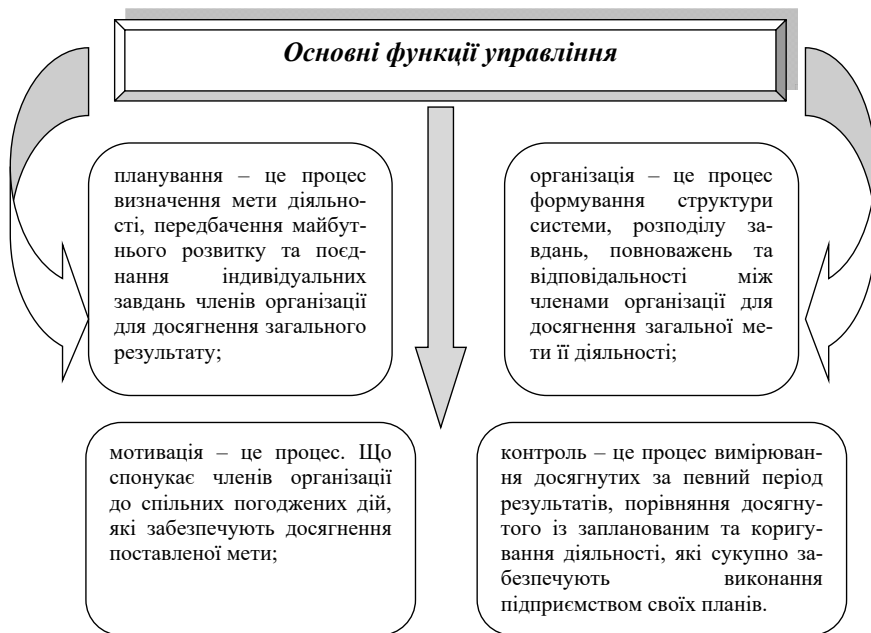 Основні функції управління
планування – це процес
визначення мети діяльно-
сті, передбачення майбут-
нього розвитку та поєд-
нання індивідуальних
завдань членів організації
для досягнення загального
результату;
організація – це процес
формування структури
системи, розподілу за-
вдань, повноважень та
відповідальності між
членами організації для
досягнення загальної ме-
ти її діяльності;
мотивація – це процес. Що
спонукає членів організації
до спільних погоджених дій,
які забезпечують досягнення
поставленої мети;
контроль – це процес вимірюван-
ня досягнутих за певний період
результатів, порівняння досягну-
того із запланованим та коригу-
вання діяльності, які сукупно за-
безпечують виконання
підприємством своїх планів.